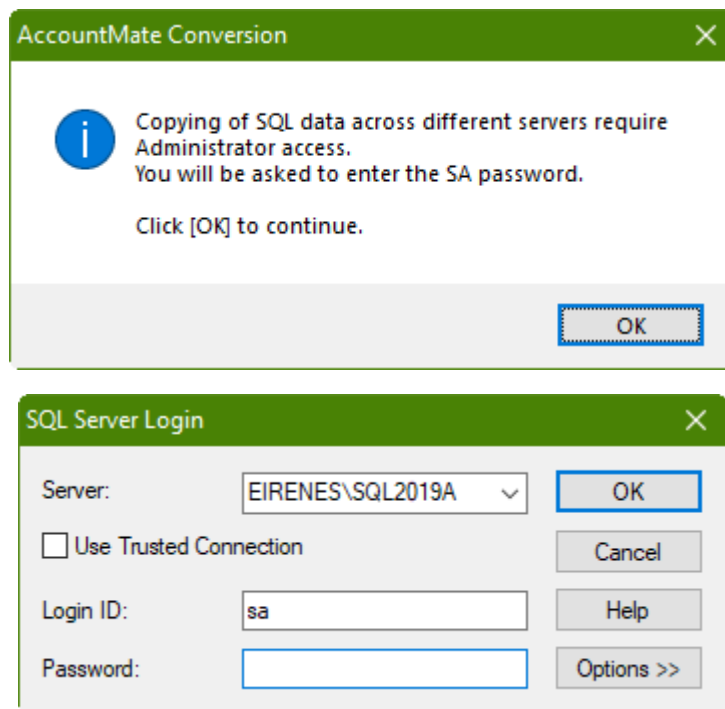 AccountMate Conversion
Copying of SQL data across different servers require
Administrator access.
You will be asked to enter the SA password.
Click [OK] to continue.
OK
SQL Server Login
Server:
EIRENES\SQL2019A
OK
Use Trusted Connection
Cancel
Login ID:
sa
Help
Password:
Options >>